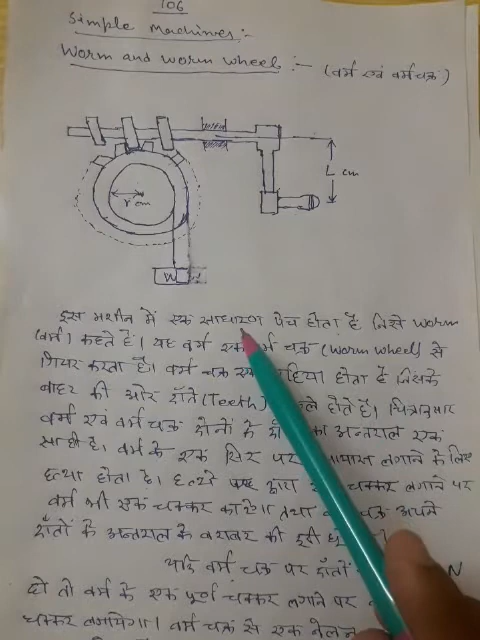 106
Simple Machines:-
Worm and worm wheel :- (वर्म एवं वर्म चक्र)
L cm
r cm
W
इस मशीन में एक साधारण पेच होता है जिसे worm
(वर्म) कहते हैं। यह वर्म एक वर्म चक्र (worm wheel) से
गियर करता है। वर्म चक्र एक पहिया होता है जिसके
बाहर की ओर दाँते (Teeth) होते हैं। चित्रानुसार
वर्म एवं वर्म चक्र दोनों के का अन्तराल एक
सा ही है। वर्म के एक सिरे पर लगाने के लिए
हत्था होता है। हत्थे द्वारा चक्कर लगाने पर
वर्म भी एक चक्कर काटेगा तथा चक्र अपने
दाँतों के अन्तराल के बराबर की दूरी
यदि वर्म चक्र पर दाँतों N
हो तो वर्म के एक पूर्ण चक्कर लगाने पर
चक्कर लगायेगा। वर्म चक्र से एक